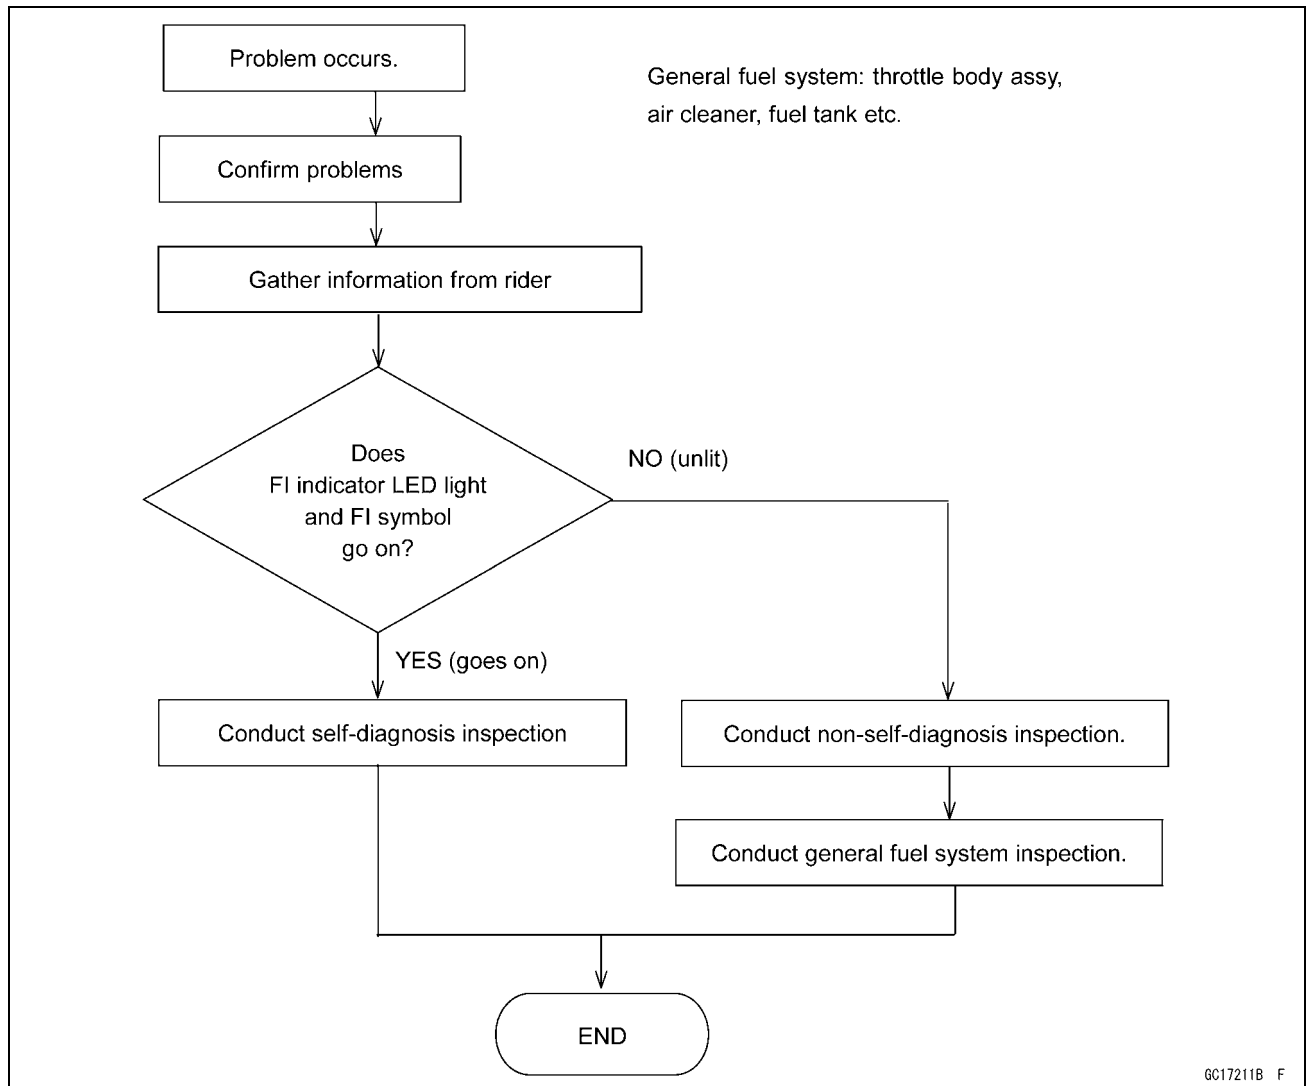 Problem occurs.
General fuel system: throttle body assy,
air cleaner, fuel tank etc.
Confirm problems
Gather information from rider
Does
FI indicator LED light
and FI symbol
go on?
NO (unlit)
YES (goes on)
Conduct self-diagnosis inspection
Conduct non-self-diagnosis inspection.
Conduct general fuel system inspection.
END
GC17211B F